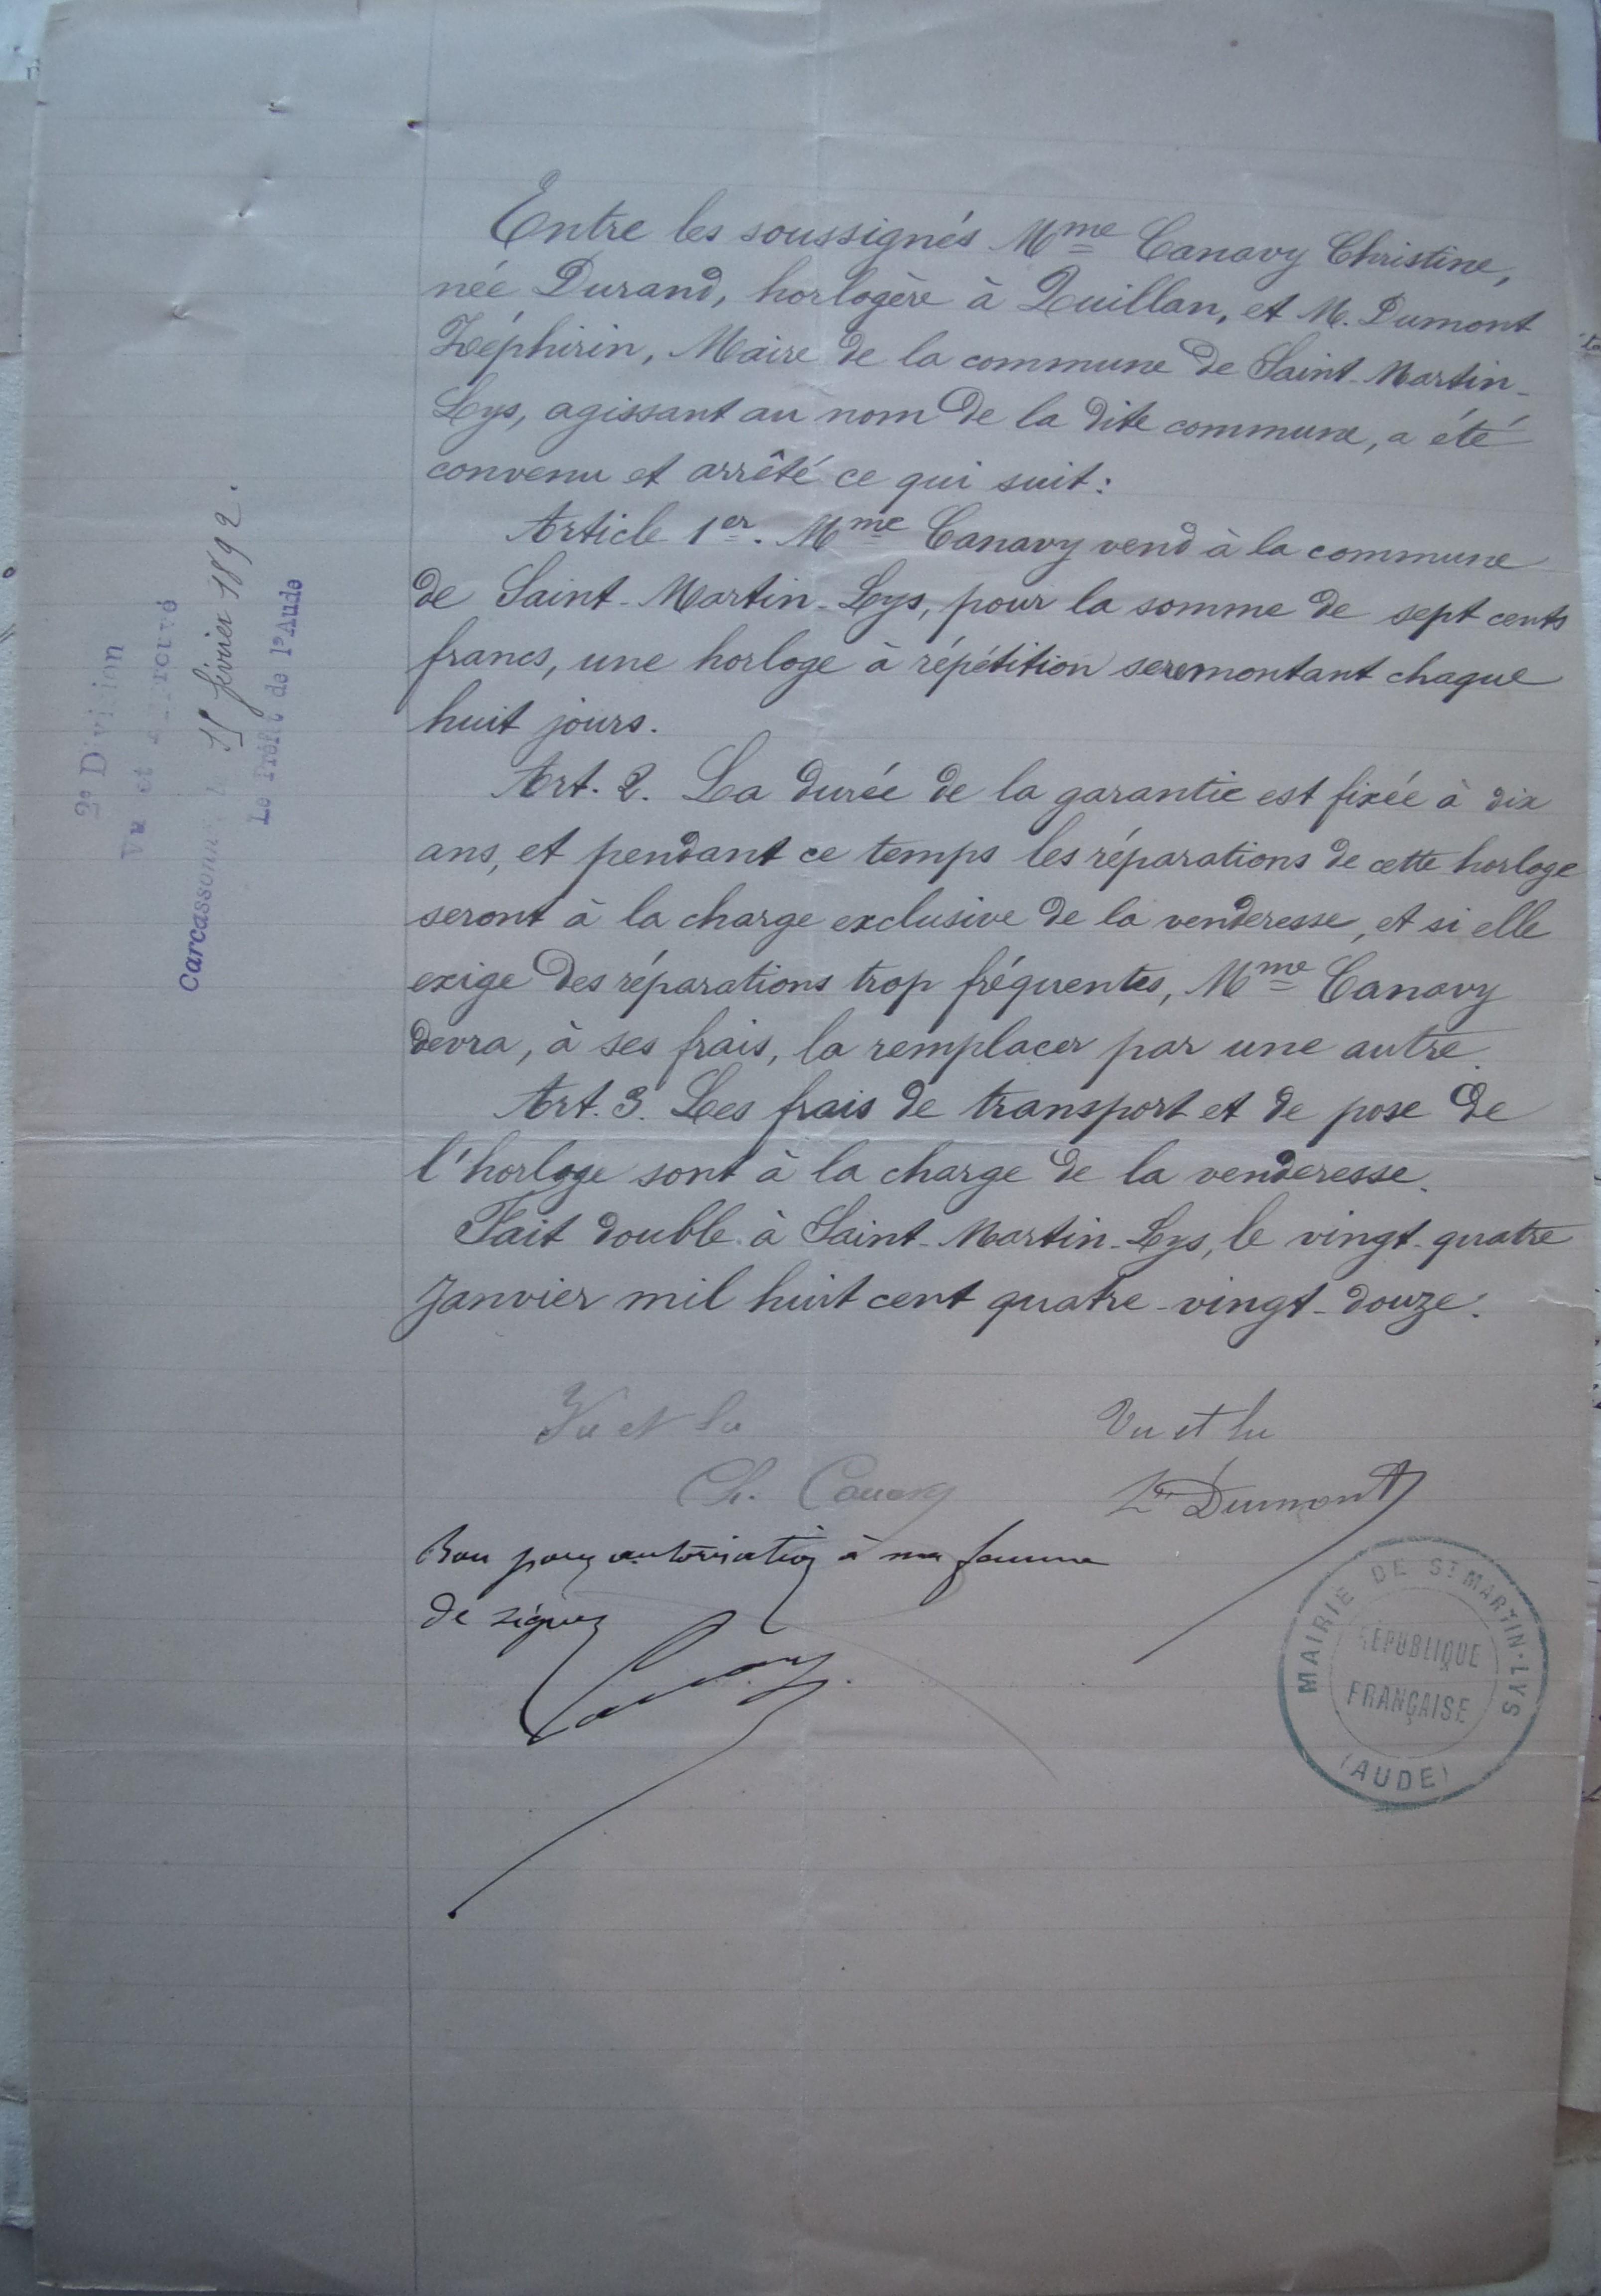 Entre les soussignés Mme Canavy Christine,
née Durand, horlogère à Quillan, et M. Dumont
Zéphirin, Maire de la commune de Saint-Martin-
Lys, agissant au nom de la dite commune, a été
convenu et arrêté ce qui suit:
Article 1er. Mme Canavy vend à la commune
de Saint-Martin-Lys, pour la somme de sept cents
francs, une horloge à répétition se remontant chaque
huit jours.
Art. 2. La durée de la garantie est fixée à dix
ans, et pendant ce temps les réparations de cette horloge
seront à la charge exclusive de la venderesse, et si elle
exige des réparations trop fréquentes, Mme Canavy
devra, à ses frais, la remplacer par une autre.
Art. 3. Les frais de transport et de pose de
l'horloge sont à la charge de la venderesse.
Fait double à Saint-Martin-Lys, le vingt-quatre
Janvier mil huit cent quatre-vingt-douze.
Vu et lu
Ch. Canavy
Vu et lu
Zin Dumont
Bon pour autorisation à ma femme
de signer
Canavy
MAIRIE DE St MARTIN-LYS
RÉPUBLIQUE
FRANÇAISE
(AUDE)
2e Division
Vu et approuvé
Carcassonne, le février 1892.
Le Préfet de l'Aude